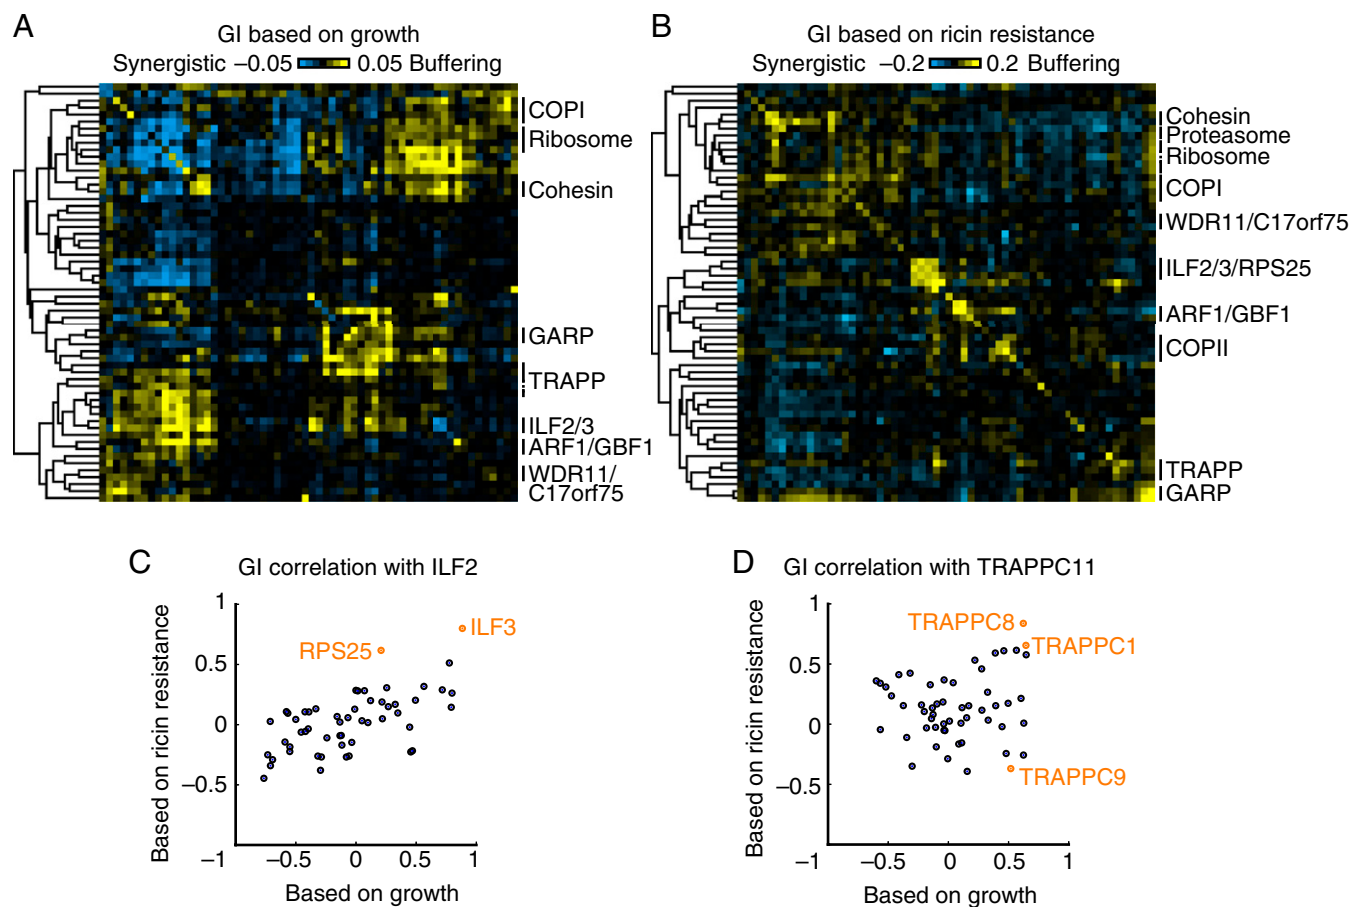 A
GI based on growth
Synergistic –0.05 0.05 Buffering
COPI
Ribosome
Cohesin
GARP
TRAPP
ILF2/3
ARF1/GBF1
WDR11/
C17orf75
B
GI based on ricin resistance
Synergistic –0.2 0.2 Buffering
Cohesin
Proteasome
Ribosome
COPI
WDR11/C17orf75
ILF2/3/RPS25
ARF1/GBF1
COPII
TRAPP
GARP
C
GI correlation with ILF2
Based on ricin resistance
1
0.5
0
–0.5
–1
RPS25
ILF3
–0.5 0 0.5 1
Based on growth
D
GI correlation with TRAPPC11
Based on ricin resistance
1
0.5
0
–0.5
–1
TRAPPC8
TRAPPC1
TRAPPC9
–0.5 0 0.5 1
Based on growth